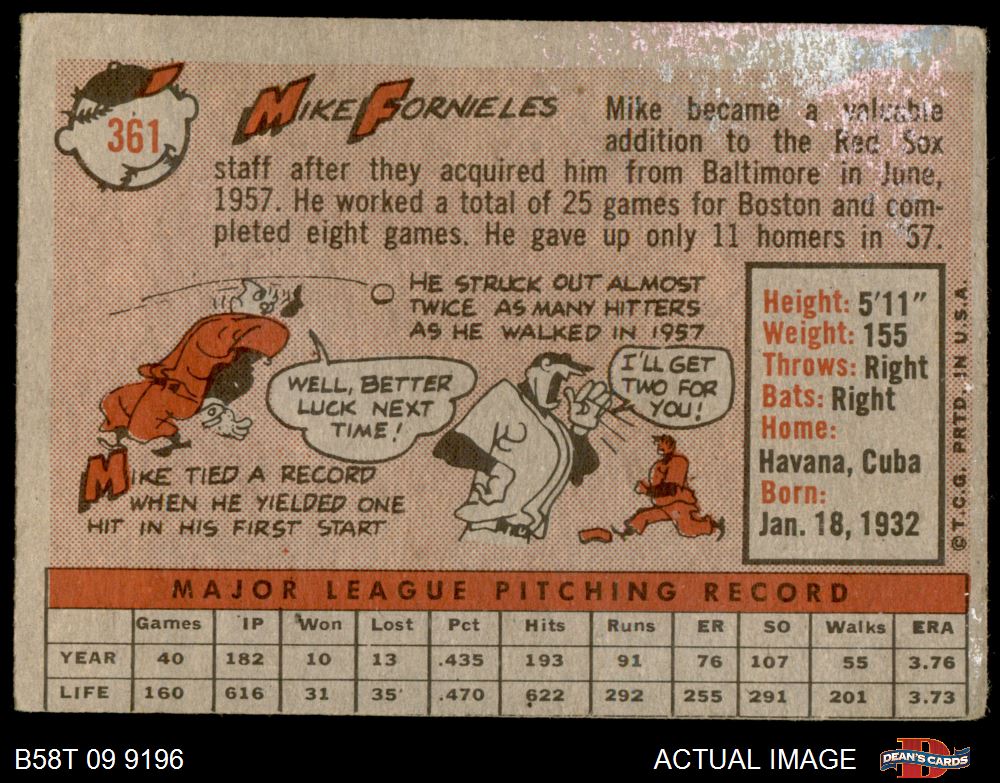 361
MIKE FORNIELES
Mike became a valuable
addition to the Red Sox
staff after they acquired him from Baltimore in June,
1957. He worked a total of 25 games for Boston and com-
pleted eight games. He gave up only 11 homers in '57.
HE STRUCK OUT ALMOST
TWICE AS MANY HITTERS
AS HE WALKED IN 1957
WELL, BETTER
LUCK NEXT
TIME!
I'LL GET
TWO FOR
YOU!
MIKE TIED A RECORD
WHEN HE YIELDED ONE
HIT IN HIS FIRST START
Height: 5'11"
Weight: 155
Throws: Right
Bats: Right
Home:
Havana, Cuba
Born:
Jan. 18, 1932
© T.C.G. PRTD. IN U.S.A.
MAJOR LEAGUE PITCHING RECORD
Games IP Won Lost Pct Hits Runs ER SO Walks ERA
YEAR 40 182 10 13 .435 193 91 76 107 55 3.76
LIFE 160 616 31 35 .470 622 292 255 291 201 3.73
B58T 09 9196
ACTUAL IMAGE
D
DEAN'S CARDS